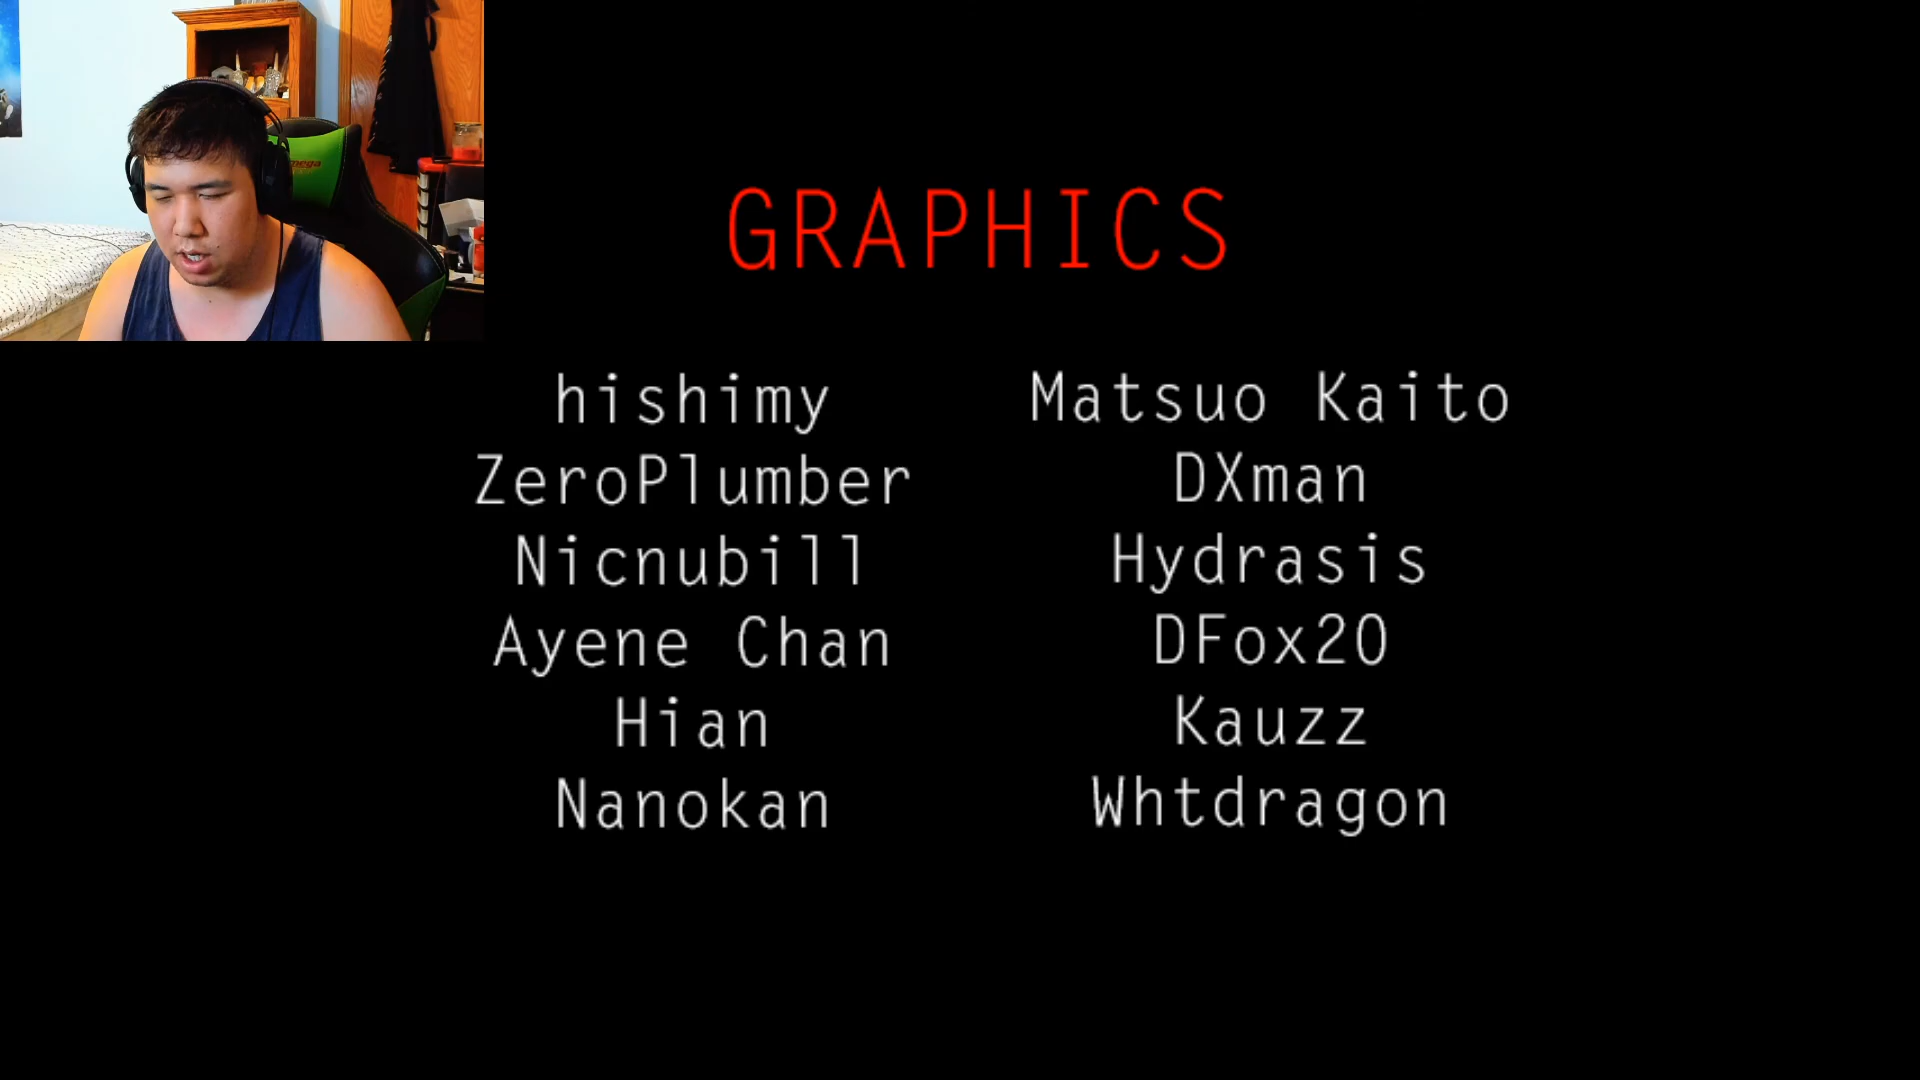 GRAPHICS
hishimy
ZeroPlumber
Nicnubill
Ayene Chan
Hian
Nanokan
Matsuo Kaito
DXman
Hydrasis
DFox20
Kauzz
Whtdragon